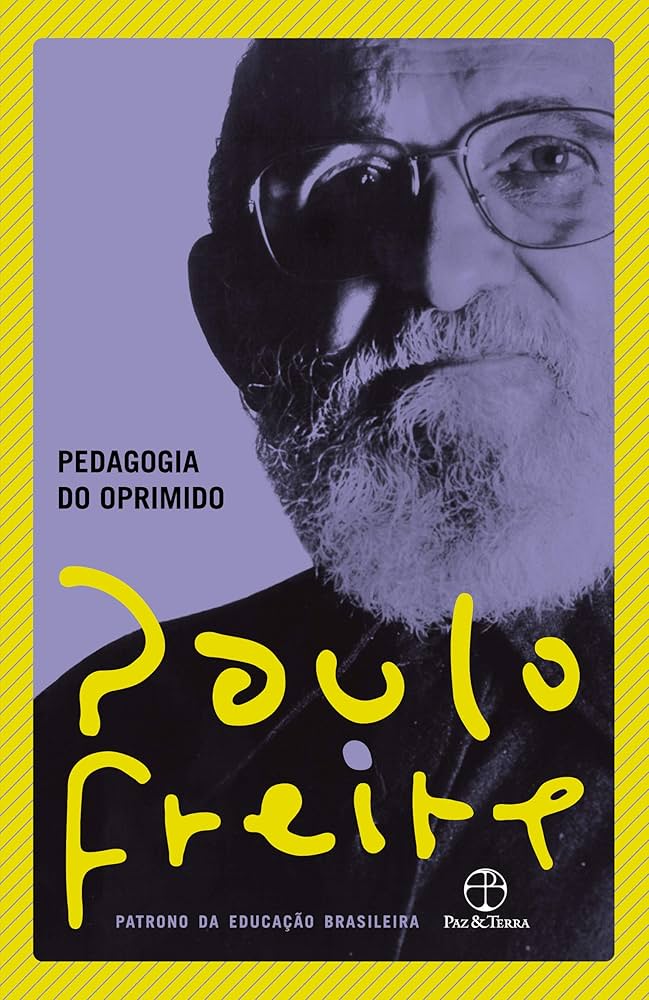 PEDAGOGIA
DO OPRIMIDO
Paulo
Freire
PATRONO DA EDUCAÇÃO BRASILEIRA
PAZ & TERRA